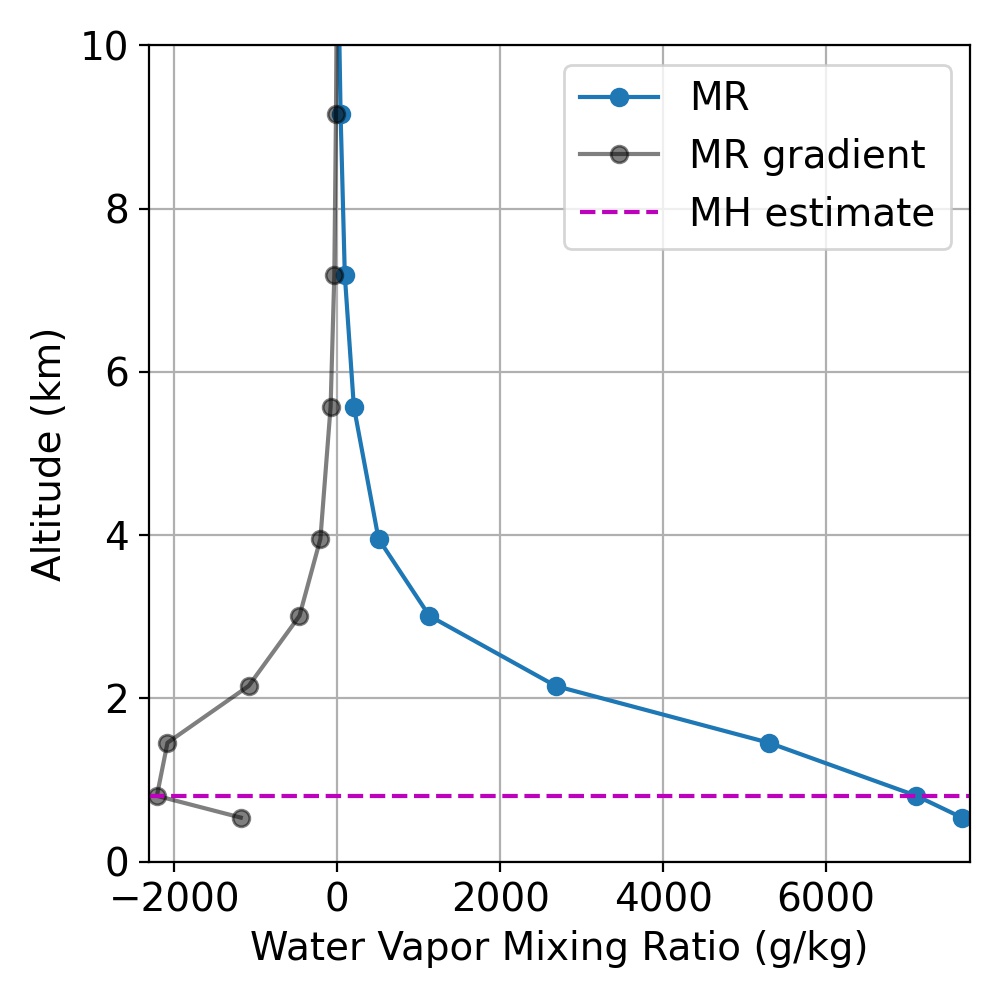 10
8
6
4
2
0
Altitude (km)
MR
MR gradient
MH estimate
−2000 0 2000 4000 6000
Water Vapor Mixing Ratio (g/kg)